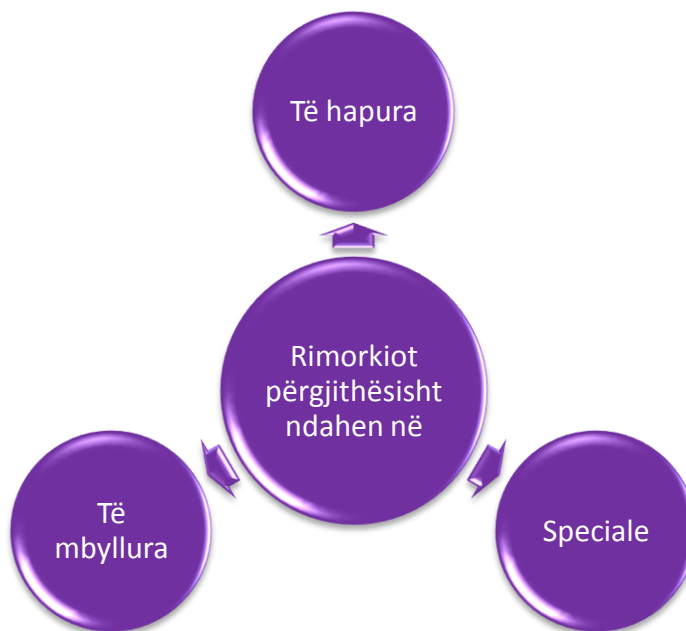 Të hapura
Rimorkiot
përgjithësisht
ndahen në
Të
mbyllura
Speciale